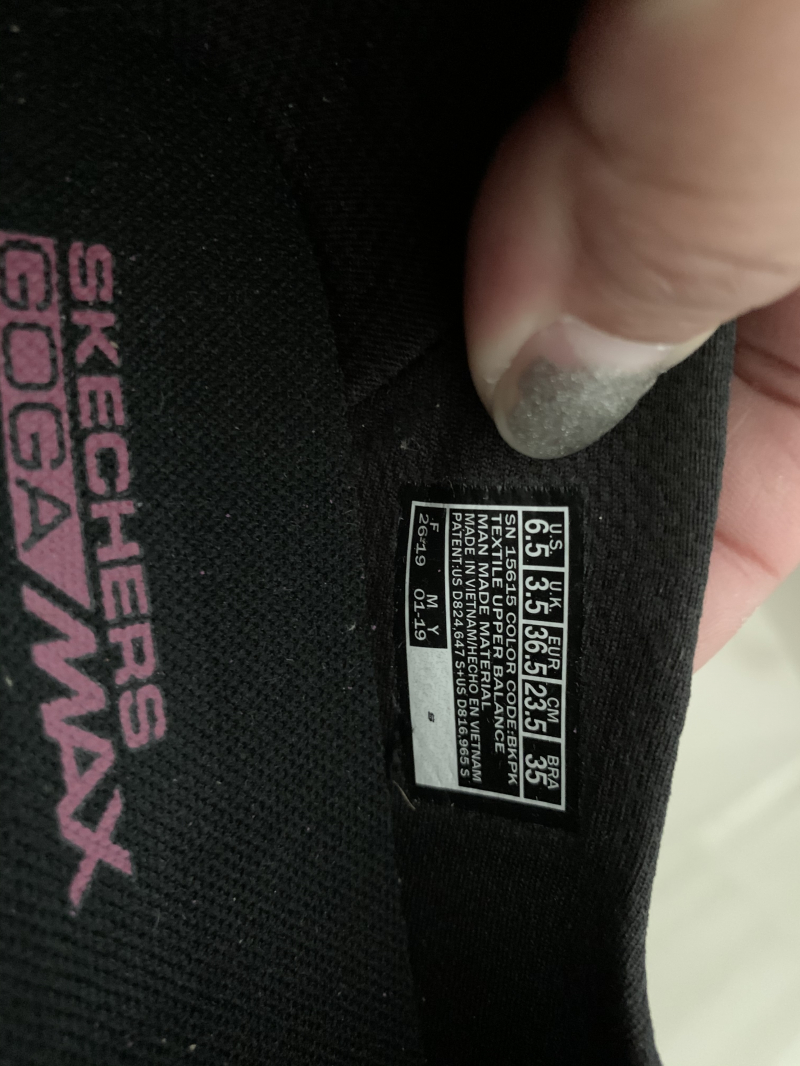 SKECHERS
GOGA MAX
U.S. U.K. EUR CM BRA
6.5 3.5 36.5 23.5 35
SN 15615 COLOR CODE:BKPK
TEXTILE UPPER BALANCE
MAN MADE MATERIAL
MADE IN VIETNAM/HECHO EN VIETNAM
PATENT:US D824,647 S+US D816,965 S
F M Y
01-19